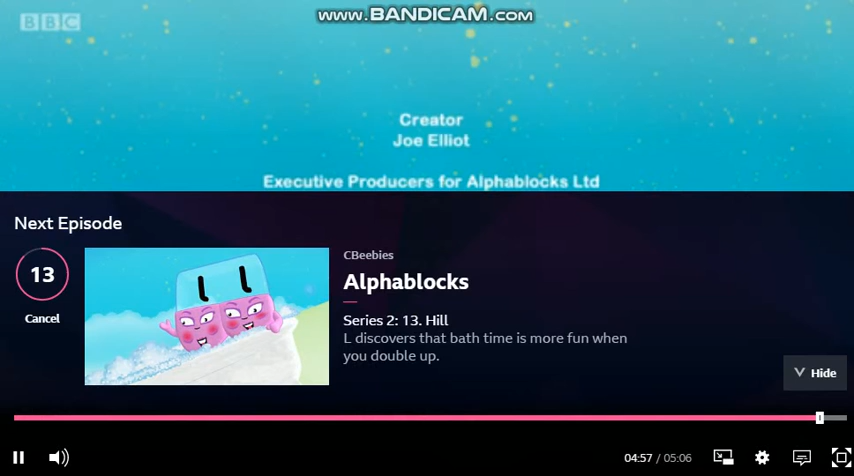 BBC
www.BANDICAM.com
Creator
Joe Elliot
Executive Producers for Alphablocks Ltd
Next Episode
13
Cancel
l l
CBeebies
Alphablocks
Series 2: 13. Hill
L discovers that bath time is more fun when
you double up.
Hide
04:57 / 05:06